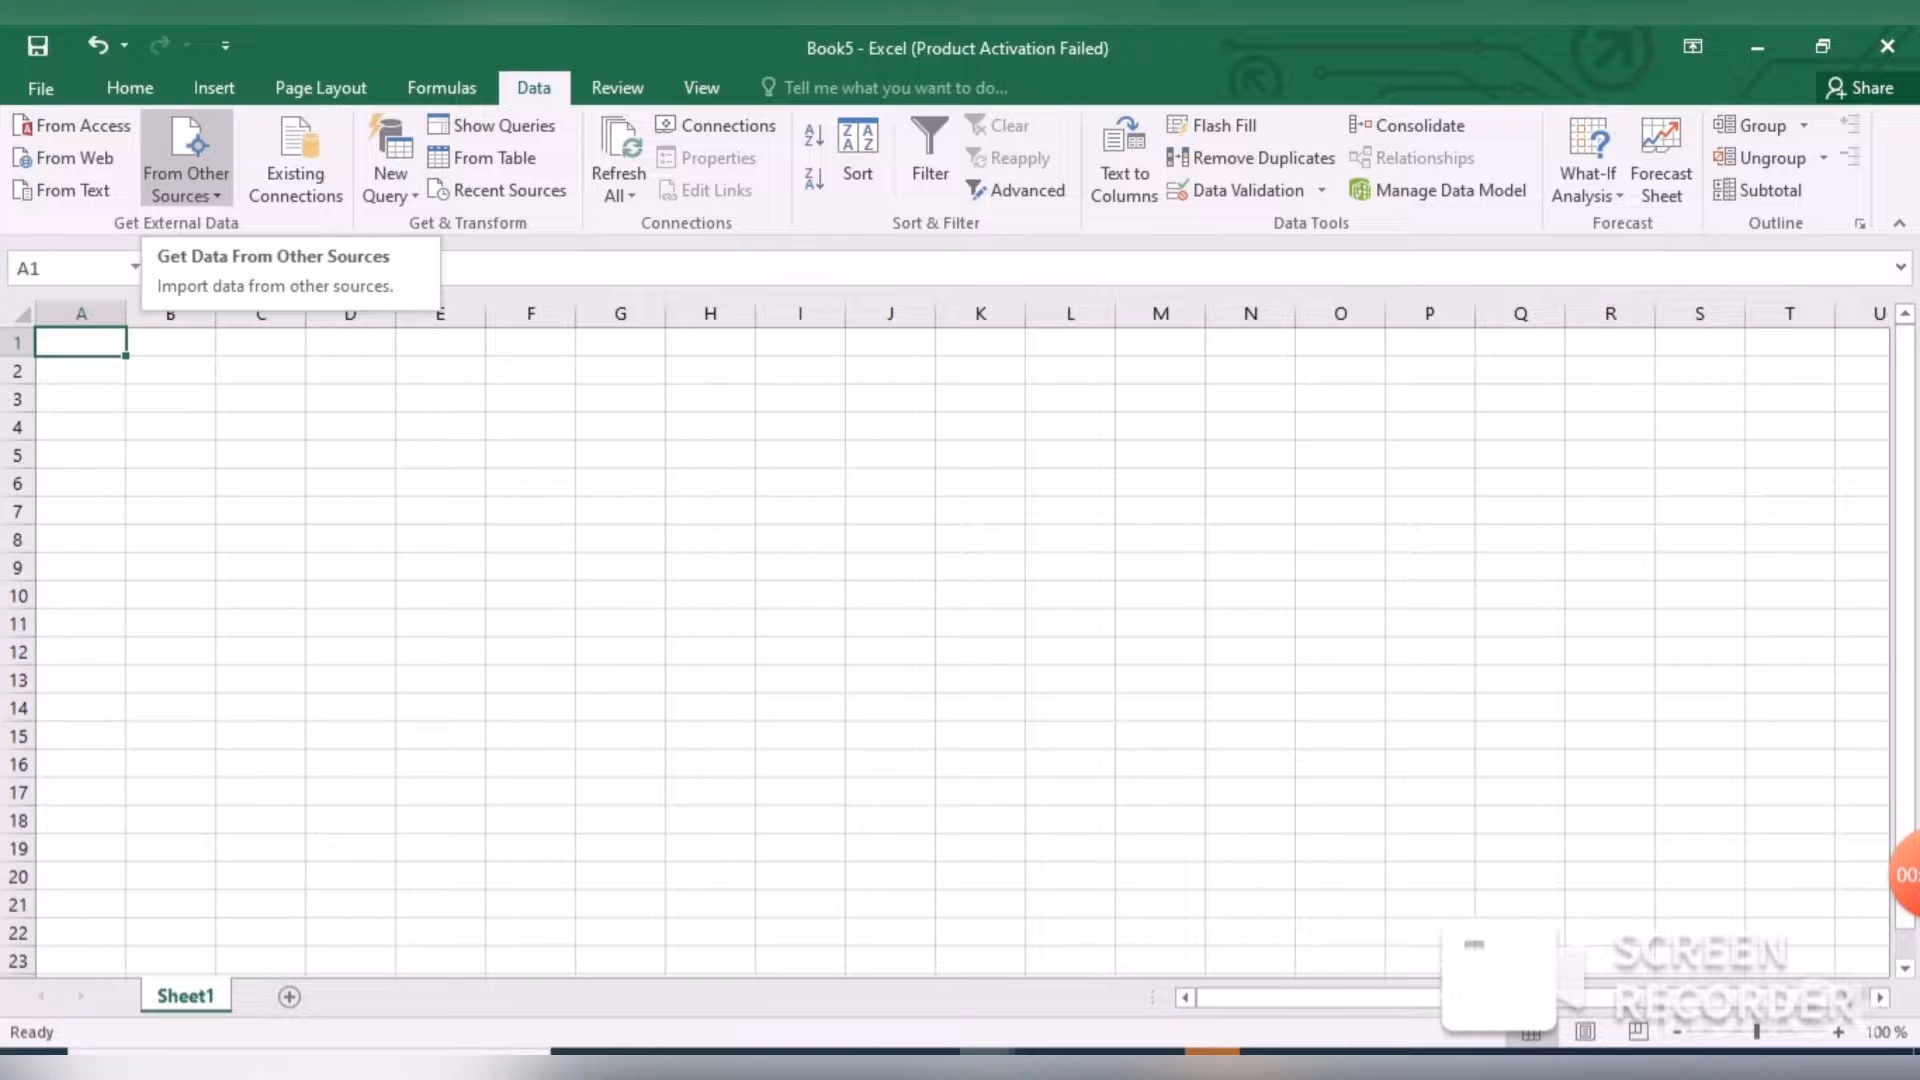 Book5 - Excel (Product Activation Failed)
File Home Insert Page Layout Formulas Data Review View Tell me what you want to do... Share
From Access
From Web
From Text
From Other Sources
Existing Connections
Get External Data
New Query
Show Queries
From Table
Recent Sources
Get & Transform
Refresh All
Connections
Properties
Edit Links
Connections
Sort
Filter
Clear
Reapply
Advanced
Sort & Filter
Text to Columns
Flash Fill
Remove Duplicates
Data Validation
Consolidate
Relationships
Manage Data Model
Data Tools
What-If Analysis
Forecast Sheet
Forecast
Group
Ungroup
Subtotal
Outline
A1
Get Data From Other Sources
Import data from other sources.
A B C D E F G H I J K L M N O P Q R S T U
1
2
3
4
5
6
7
8
9
10
11
12
13
14
15
16
17
18
19
20
21
22
23
00:
SCREEN
RECORDER
Sheet1
Ready
100 %